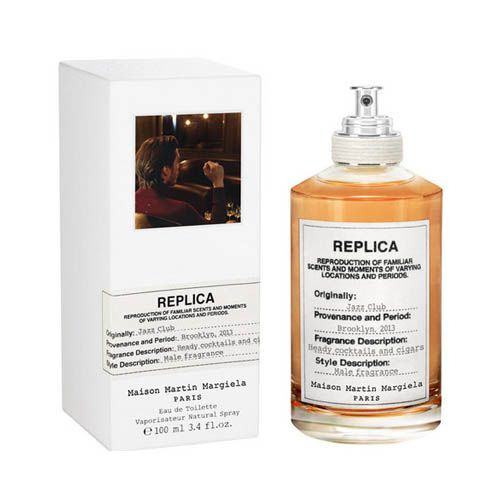 REPLICA
REPRODUCTION OF FAMILIAR SCENTS AND MOMENTS
OF VARYING LOCATIONS AND PERIODS.
Originally: Jazz Club
Provenance and Period: Brooklyn, 2013
Fragrance Description: Heady cocktails and cigars
Style Description: Male fragrance
Maison Martin Margiela
PARIS
Eau de Toilette
Vaporisateur Natural Spray
℮ 100 ml 3.4 fl. oz.
REPLICA
REPRODUCTION OF FAMILIAR
SCENTS AND MOMENTS OF VARYING
LOCATIONS AND PERIODS.
Originally:
Jazz Club
Provenance and Period:
Brooklyn, 2013
Fragrance Description:
Heady cocktails and cigars
Style Description:
Male fragrance
Maison Martin Margiela
PARIS